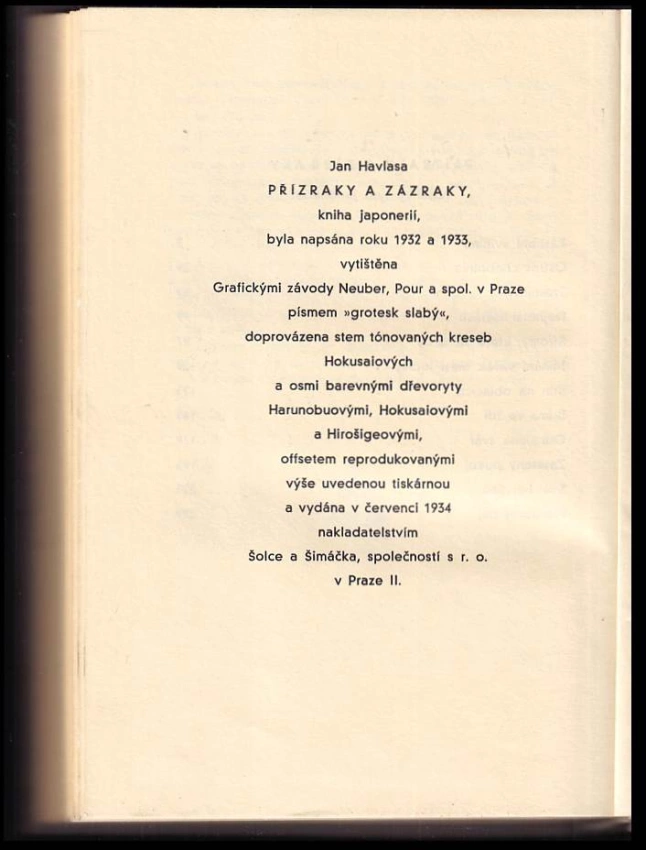 Jan Havlasa
PŘÍZRAKY A ZÁZRAKY,
kniha japonerií,
byla napsána roku 1932 a 1933,
vytištěna
Grafickými závody Neuber, Pour a spol. v Praze
písmem »grotesk slabý«,
doprovázena stem tónovaných kreseb
Hokusaiových
a osmi barevnými dřevoryty
Harunobuovými, Hokusaiovými
a Hirošigeovými,
offsetem reprodukovanými
výše uvedenou tiskárnou
a vydána v červenci 1934
nakladatelstvím
Šolce a Šimáčka, společností s r. o.
v Praze II.